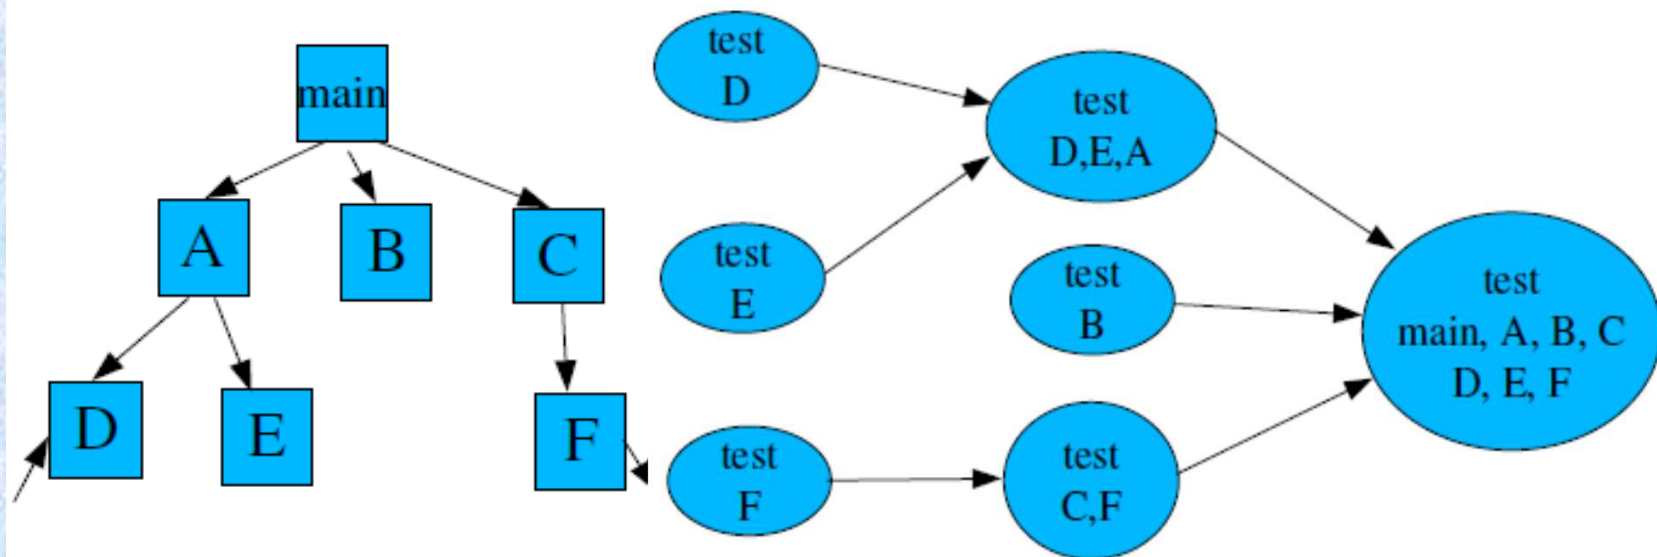 main
A
B
C
D
E
F
test
D
test
E
test
F
test
D,E,A
test
B
test
C,F
test
main, A, B, C
D, E, F